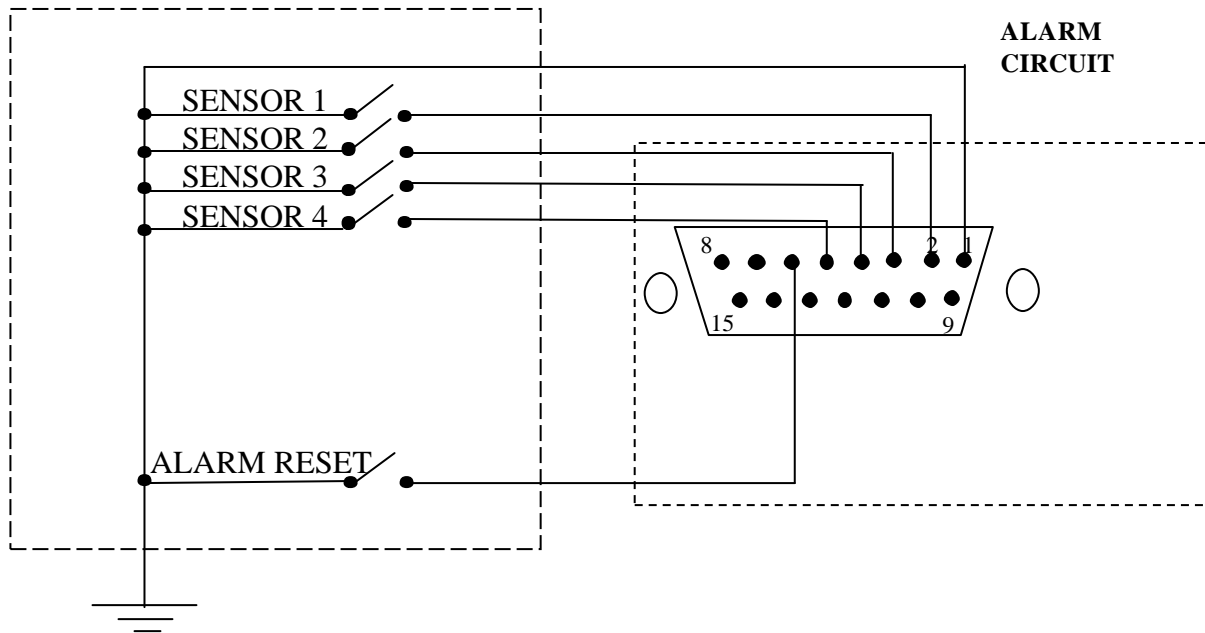 ALARM
CIRCUIT
SENSOR 1
SENSOR 2
SENSOR 3
SENSOR 4
8
2
1
15
9
ALARM RESET